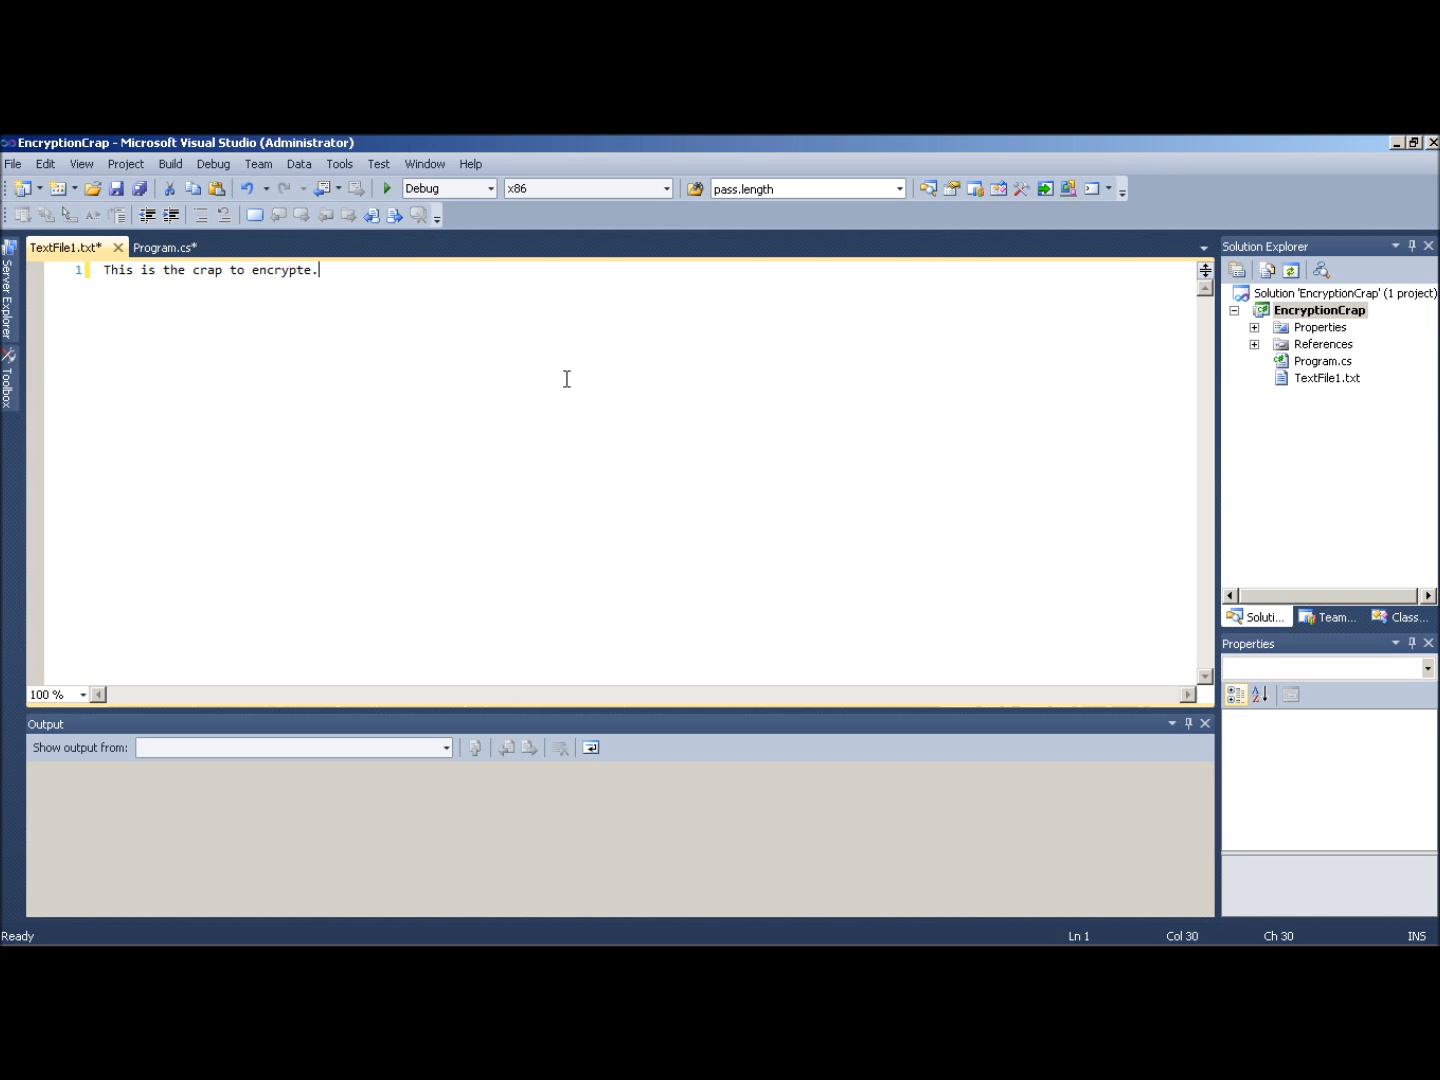 EncryptionCrap - Microsoft Visual Studio (Administrator)
File Edit View Project Build Debug Team Data Tools Test Window Help
Debug x86 pass.length
TextFile1.txt* Program.cs*
1 This is the crap to encrypte.
Server Explorer
Toolbox
100 %
Output
Show output from:
Solution Explorer
Solution 'EncryptionCrap' (1 project)
EncryptionCrap
Properties
References
Program.cs
TextFile1.txt
Soluti... Team... Class...
Properties
Ready Ln 1 Col 30 Ch 30 INS